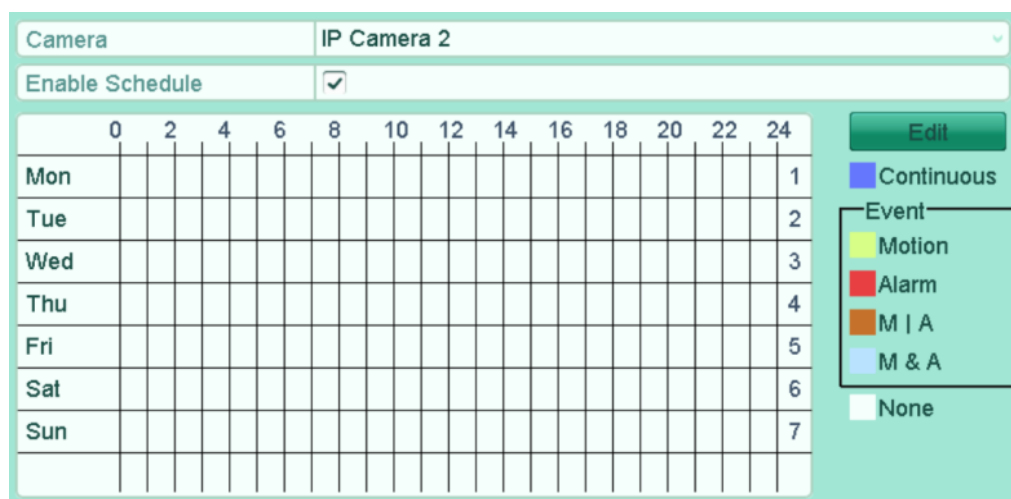 Camera IP Camera 2
Enable Schedule
0 2 4 6 8 10 12 14 16 18 20 22 24 Edit
Mon 1 Continuous
Event
Tue 2
Motion
Wed 3
Alarm
Thu 4
M | A
Fri 5
M & A
Sat 6
None
Sun 7